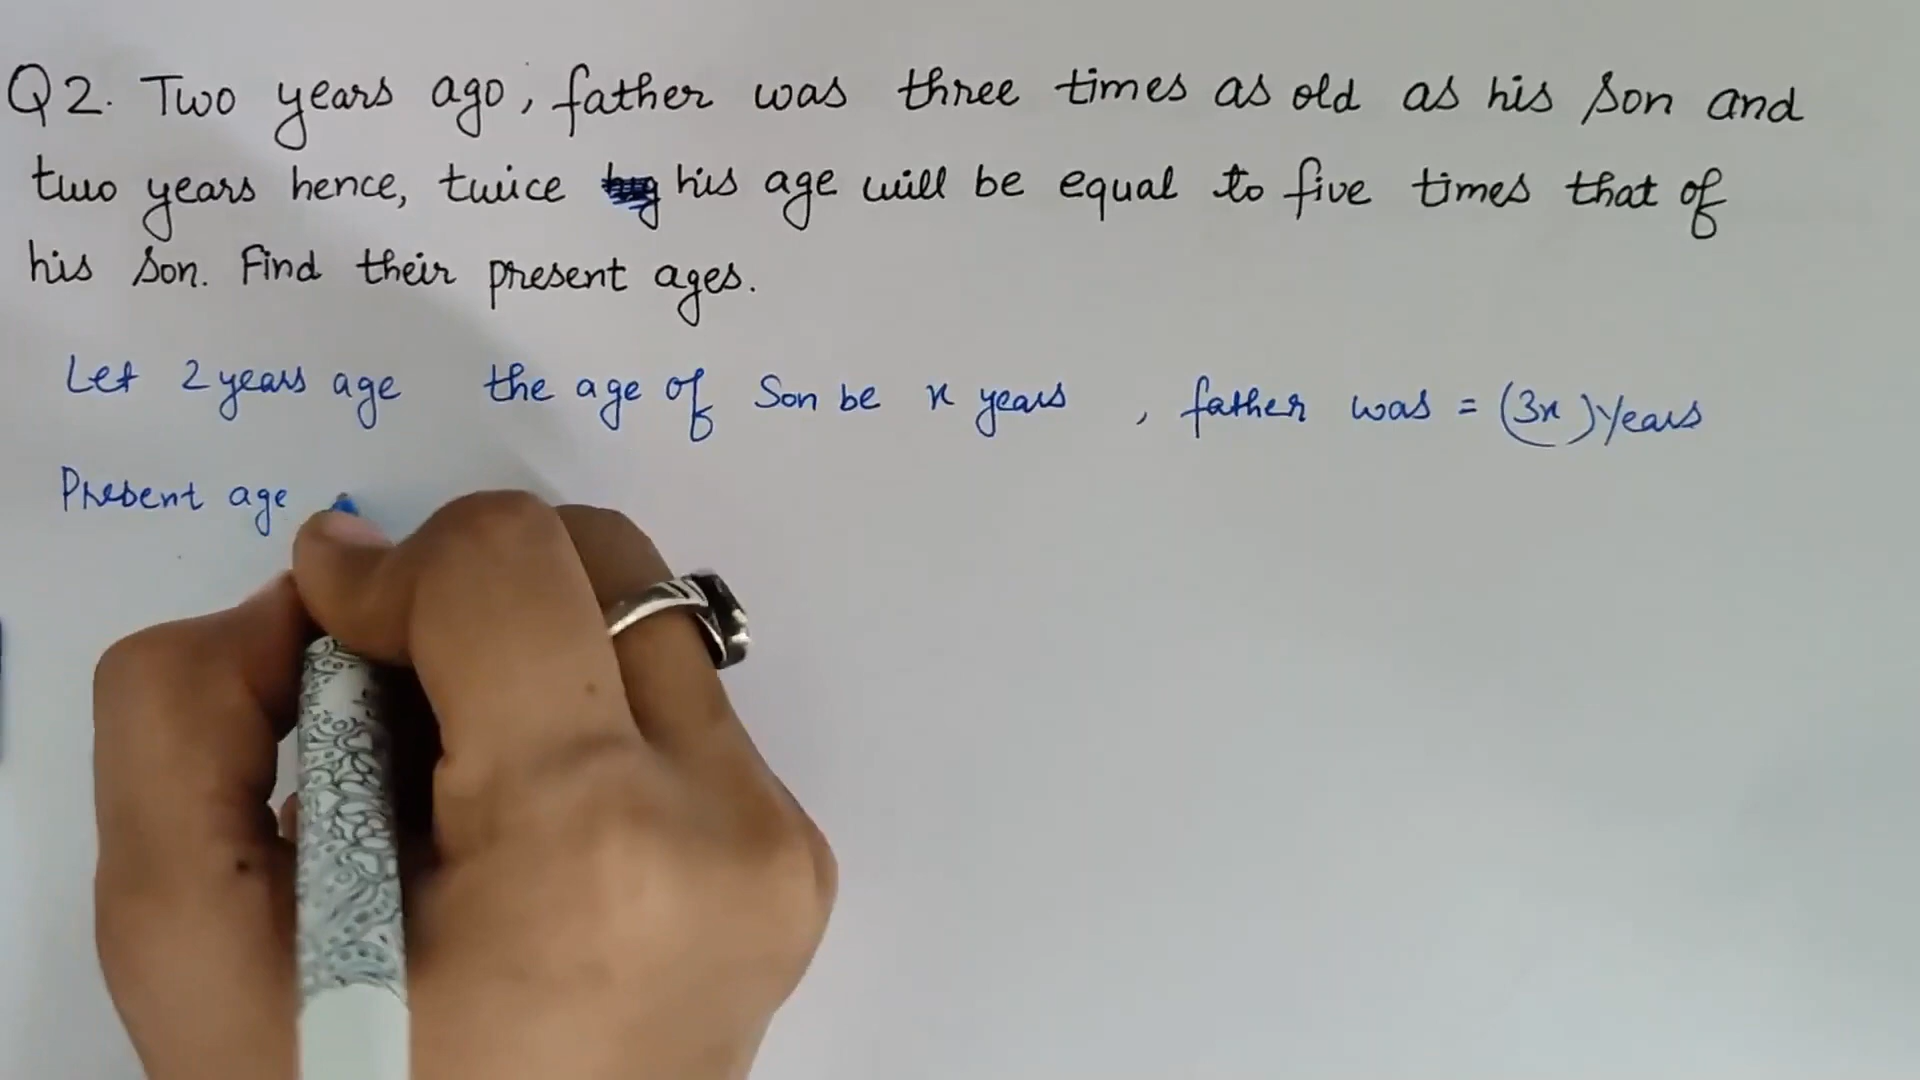 Q2. Two years ago, father was three times as old as his son and
two years hence, twice his age will be equal to five times that of
his son. Find their present ages.
Let 2 years age the age of Son be x years , father was = (3x) years
Present age